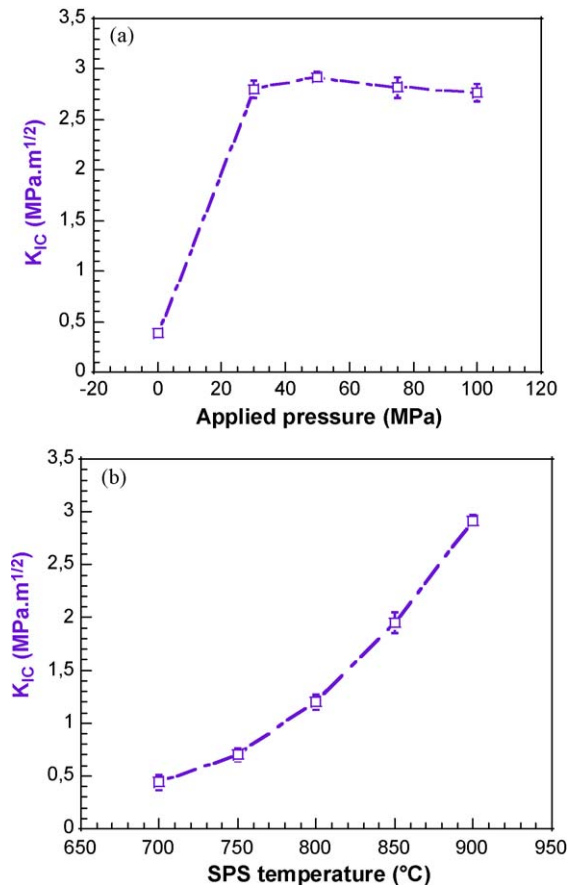 (a)
3,5
3
2,5
2
1,5
1
0,5
0
K_IC (MPa.m^1/2)
-20 0 20 40 60 80 100 120
Applied pressure (MPa)
(b)
3,5
3
2,5
2
1,5
1
0,5
0
K_IC (MPa.m^1/2)
650 700 750 800 850 900 950
SPS temperature (°C)